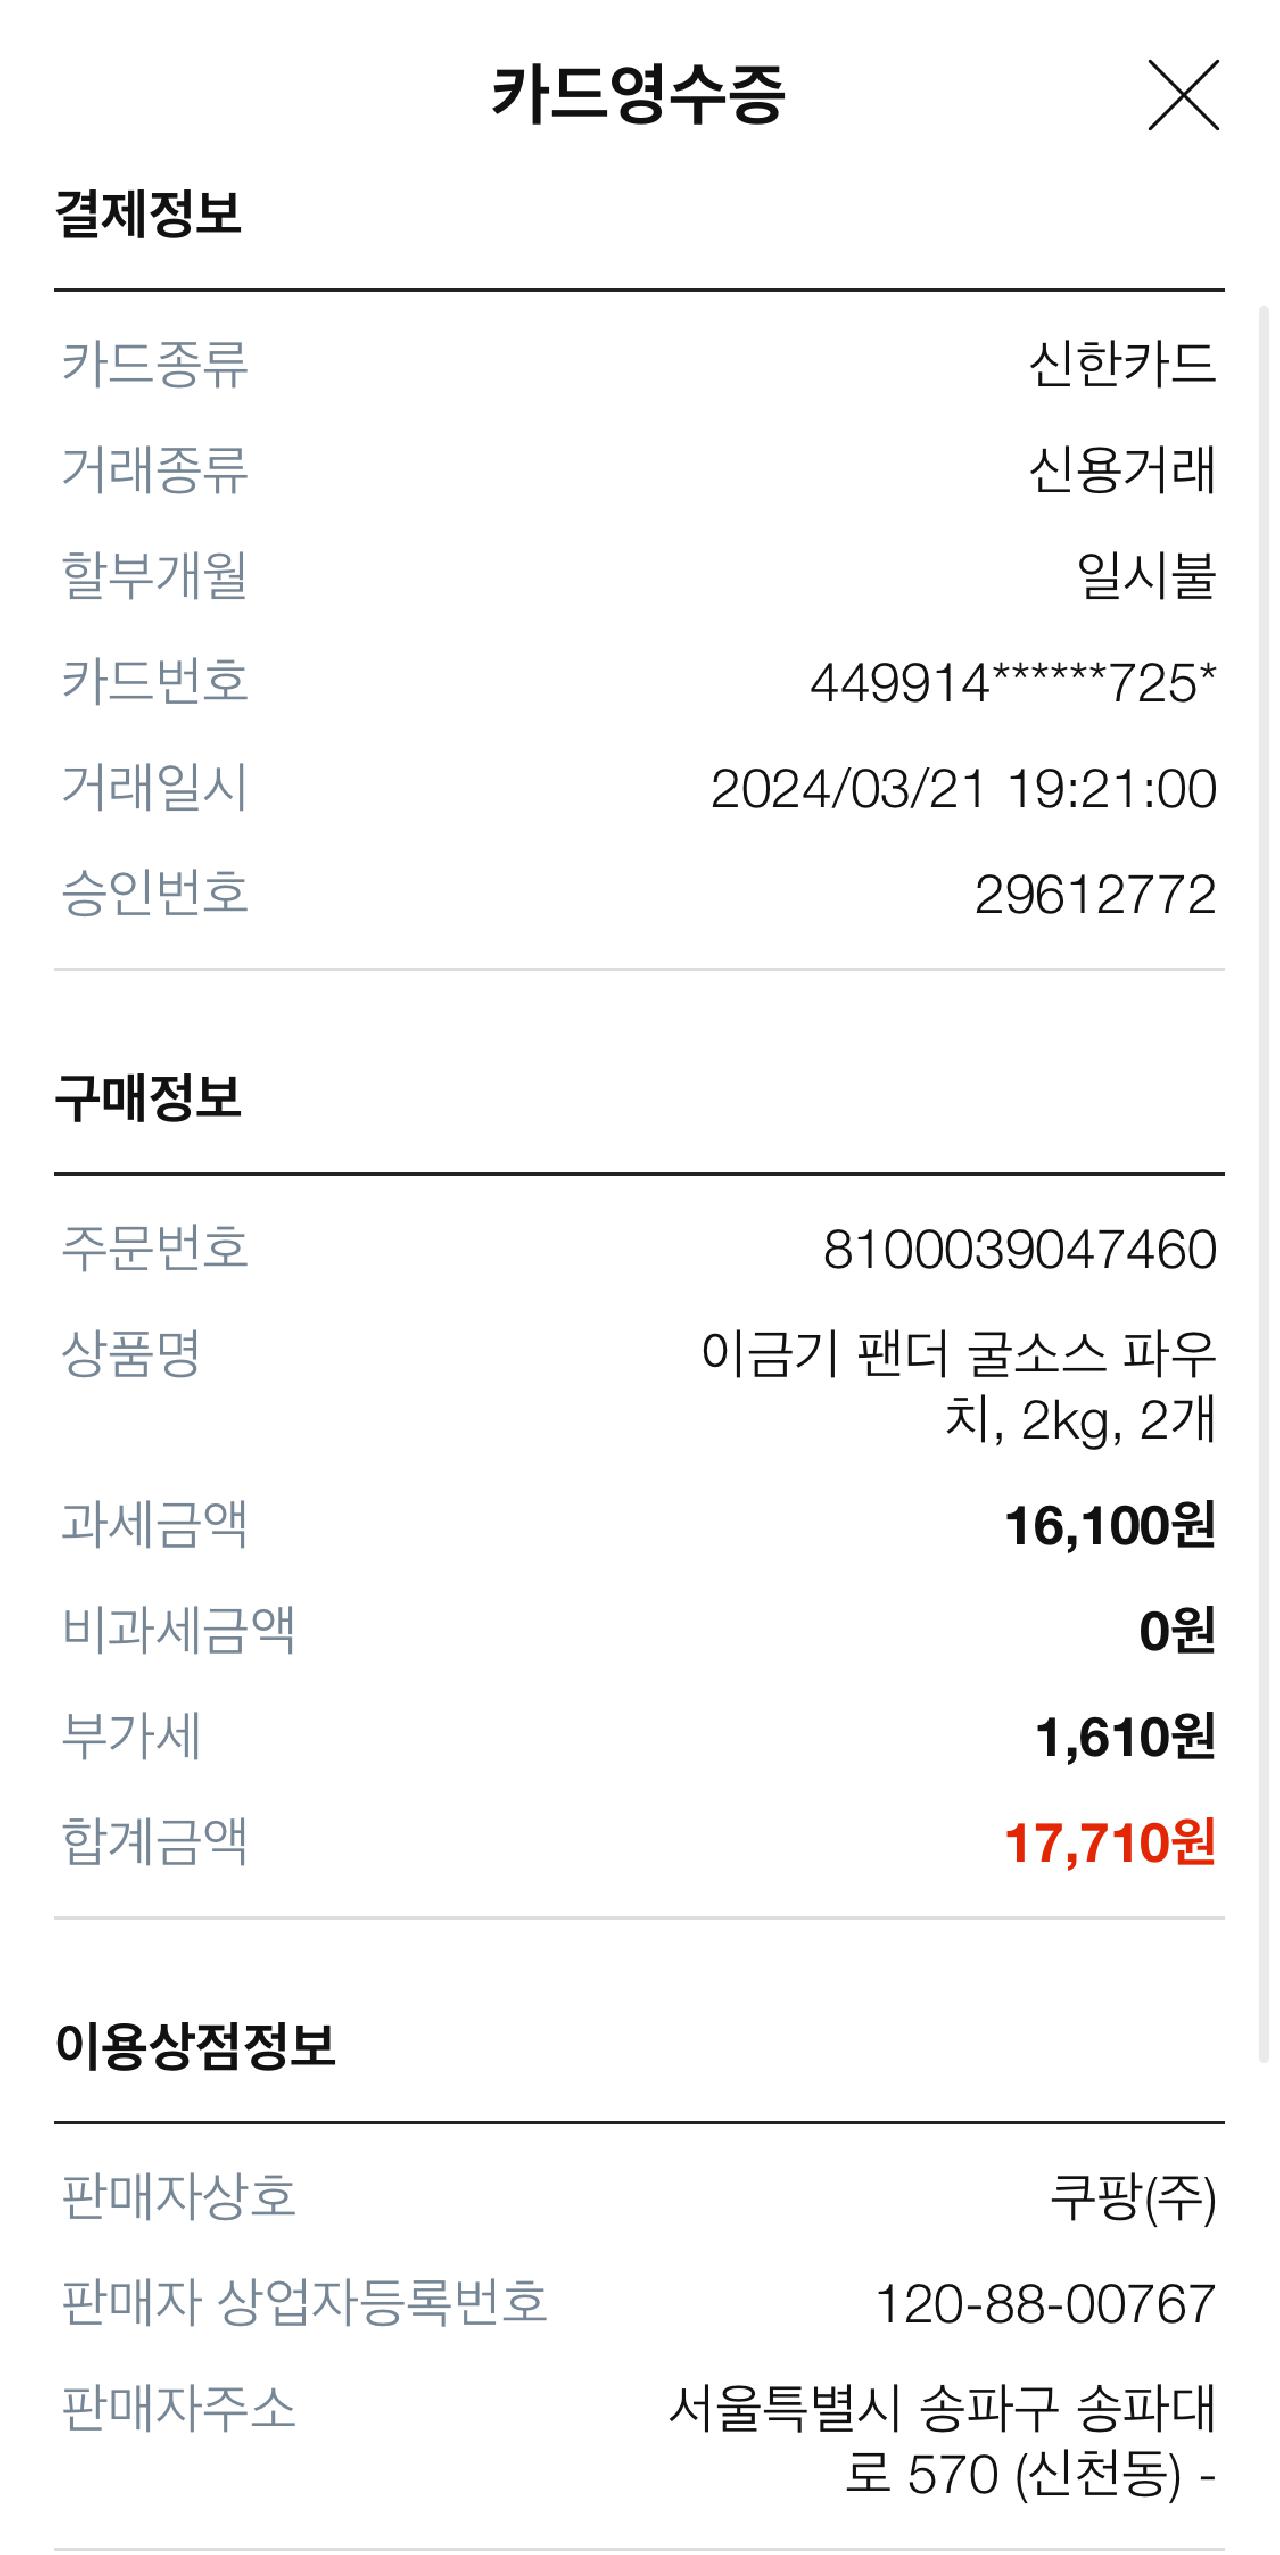 카드영수증
결제정보
카드종류 신한카드
거래종류 신용거래
할부개월 일시불
카드번호 449914******725*
거래일시 2024/03/21 19:21:00
승인번호 29612772
구매정보
주문번호 8100039047460
상품명 이금기 팬더 굴소스 파우
치, 2kg, 2개
과세금액 16,100원
비과세금액 0원
부가세 1,610원
합계금액 17,710원
이용상점정보
판매자상호 쿠팡(주)
판매자 상업자등록번호 120-88-00767
판매자주소 서울특별시 송파구 송파대
로 570 (신천동) -